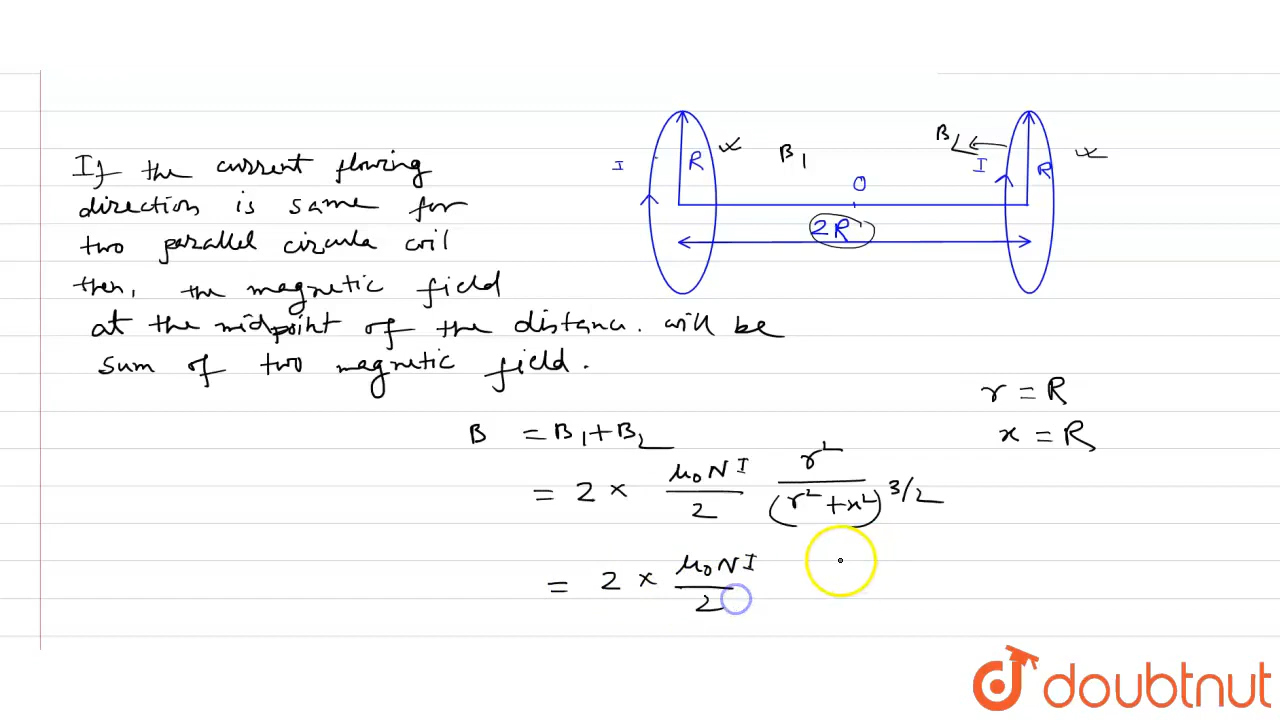 If the current flowing
direction is same for
two parallel circula coil
then, the magnetic field
at the midpoint of the distance. will be
sum of two magnetic field.
I
R
B₁
O
2R
B₂
I
R
r = R
x = R
B = B₁ + B₂
= 2 × μ₀NI/2 r²/(r² + x²)^3/2
= 2 × μ₀NI/2
doubtnut